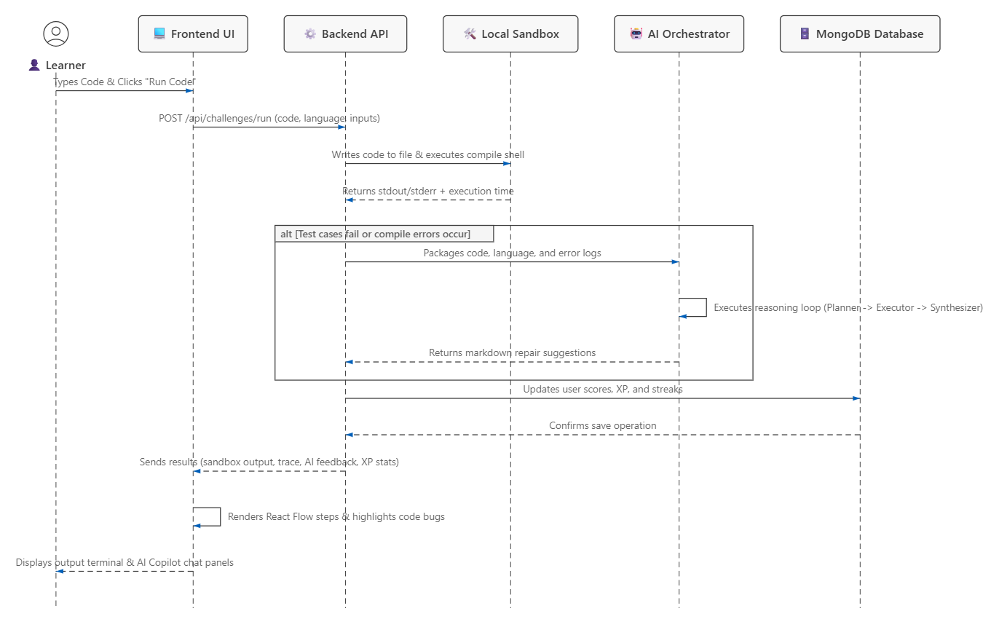 Frontend UI
Backend API
Local Sandbox
AI Orchestrator
MongoDB Database
Learner
Types Code & Clicks "Run Code"
POST /api/challenges/run (code, language, inputs)
Writes code to file & executes compile shell
Returns stdout/stderr + execution time
alt [Test cases fail or compile errors occur]
Packages code, language, and error logs
Executes reasoning loop (Planner -> Executor -> Synthesizer)
Returns markdown repair suggestions
Updates user scores, XP, and streaks
Confirms save operation
Sends results (sandbox output, trace, AI feedback, XP stats)
Renders React Flow steps & highlights code bugs
Displays output terminal & AI Copilot chat panels